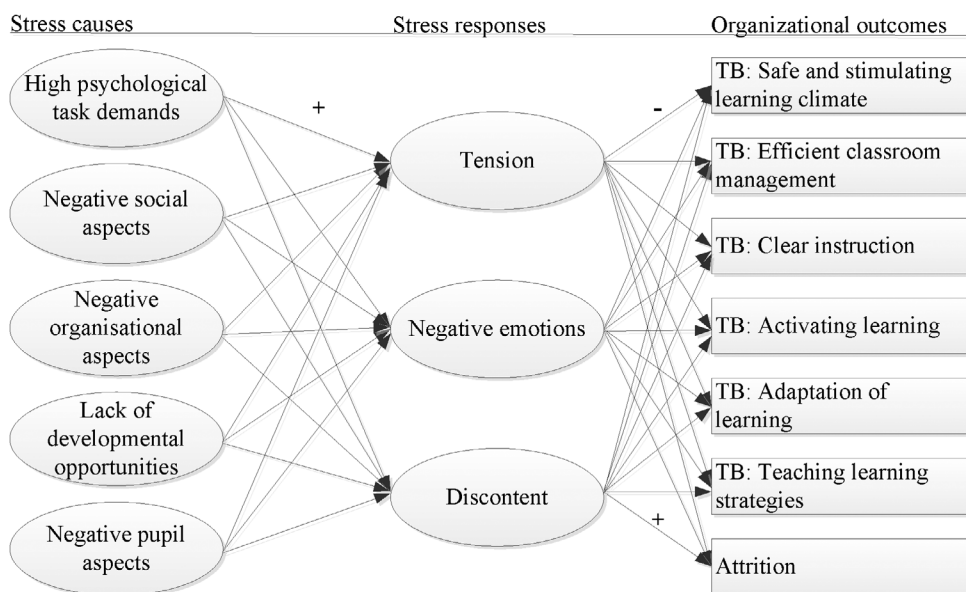 Stress causes
Stress responses
Organizational outcomes
High psychological
task demands
Negative social
aspects
Negative
organisational
aspects
Lack of
developmental
opportunities
Negative pupil
aspects
+
Tension
Negative emotions
Discontent
-
+
TB: Safe and stimulating
learning climate
TB: Efficient classroom
management
TB: Clear instruction
TB: Activating learning
TB: Adaptation of
learning
TB: Teaching learning
strategies
Attrition